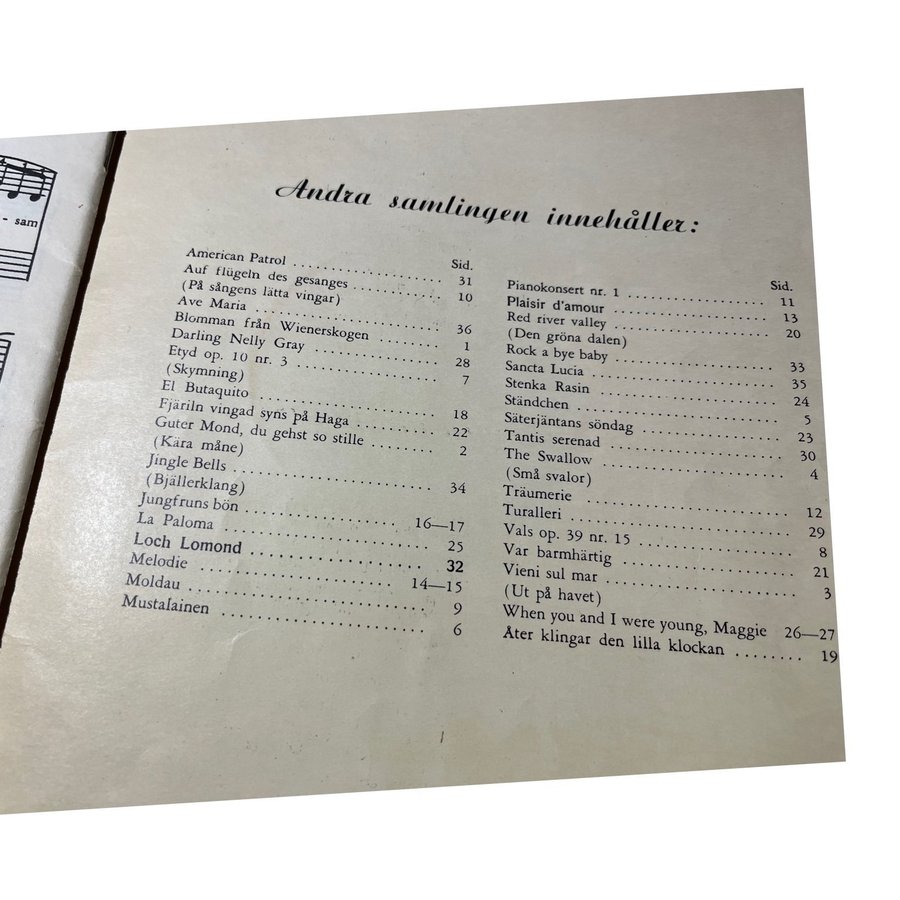 - sam
Andra samlingen innehåller:
Sid.
American Patrol ........................ 31
Auf flügeln des gesanges .............. 10
(På sångens lätta vingar)
Ave Maria .............................. 36
Blomman från Wienerskogen .......... 1
Darling Nelly Gray .................... 28
Etyd op. 10 nr. 3 ...................... 7
(Skymning)
El Butaquito ............................ 18
Fjäriln vingad syns på Haga .......... 22
Guter Mond, du gehst so stille ........ 2
(Kära måne)
Jingle Bells .............................. 34
(Bjällerklang)
Jungfruns bön ...................... 16—17
La Paloma .............................. 25
Loch Lomond .......................... 32
Melodie .............................. 14—15
Moldau .................................. 9
Mustalainen ............................ 6
Sid.
Pianokonsert nr. 1 .................... 11
Plaisir d'amour ........................ 13
Red river valley ........................ 20
(Den gröna dalen)
Rock a bye baby ........................ 33
Sancta Lucia ............................ 35
Stenka Rasin ............................ 24
Ständchen ................................ 5
Säterjäntans söndag .................... 23
Tantis serenad .......................... 30
The Swallow ............................ 4
(Små svalor)
Träumerie .............................. 12
Turalleri ................................ 29
Vals op. 39 nr. 15 ...................... 8
Var barmhärtig ........................ 21
Vieni sul mar .......................... 3
(Ut på havet)
When you and I were young, Maggie 26—27
Åter klingar den lilla klockan ........ 19